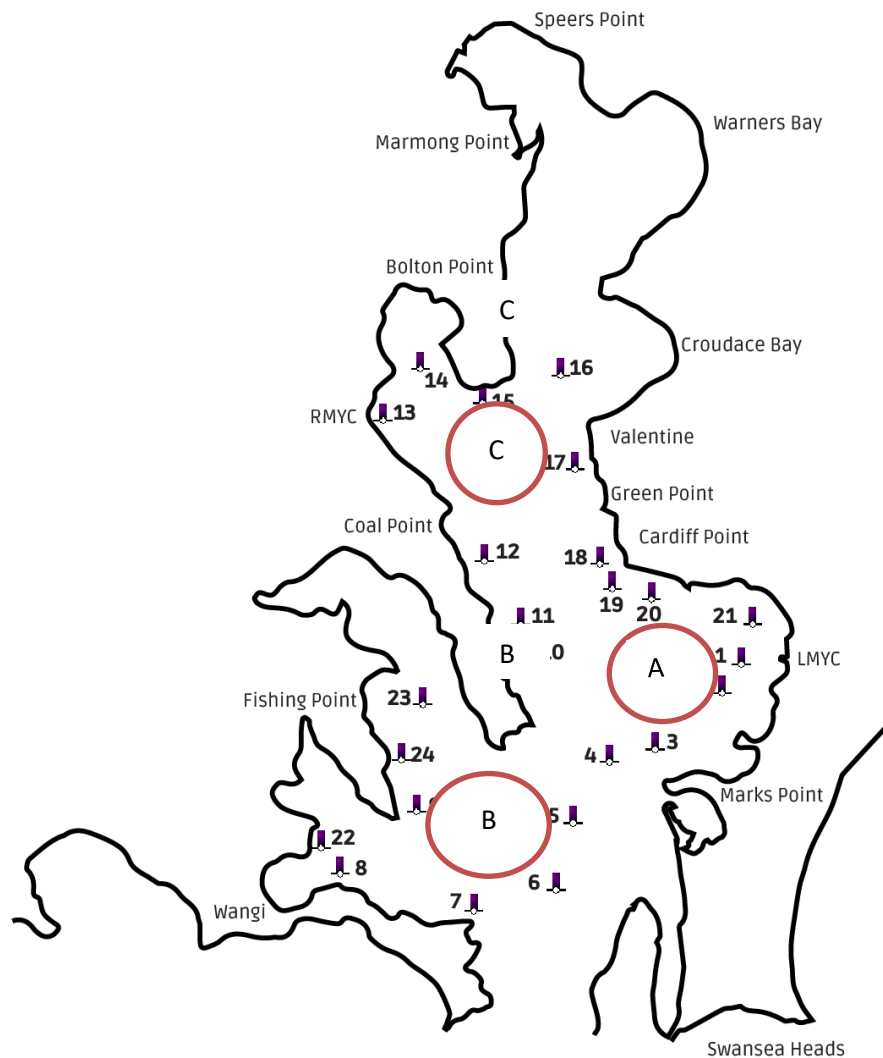 Speers Point
Warners Bay
Marmong Point
Bolton Point
C
Croudace Bay
16
14
15
RMYC
13
Valentine
C
17
Green Point
Coal Point
Cardiff Point
12
18
19
20
11
21
B
.0
A
1
LMYC
23
Fishing Point
3
4
24
Marks Point
B
5
22
8
6
7
Wangi
Swansea Heads